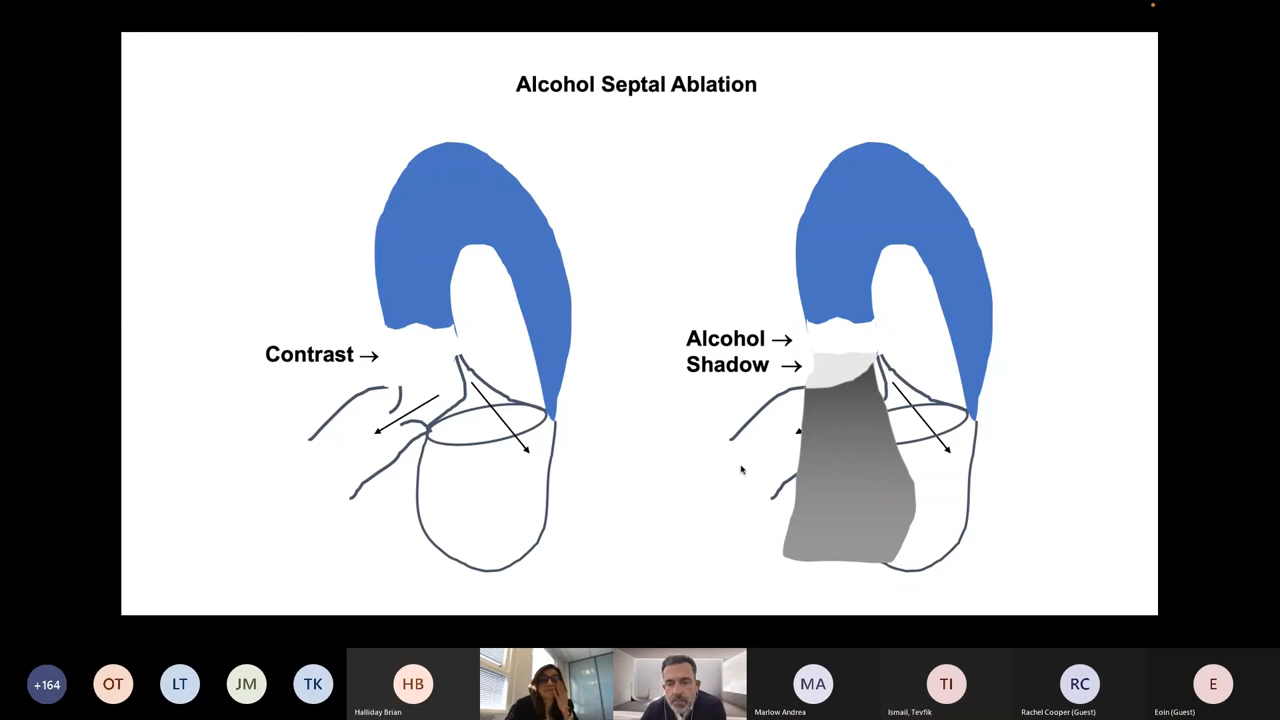 Alcohol Septal Ablation
Contrast →
Alcohol →
Shadow →
+164
OT
LT
JM
TK
HB
Halliday Brian
MA
Marlow Andrea
TI
Ismail, Tevfik
RC
Rachel Cooper (Guest)
E
Eoin (Guest)